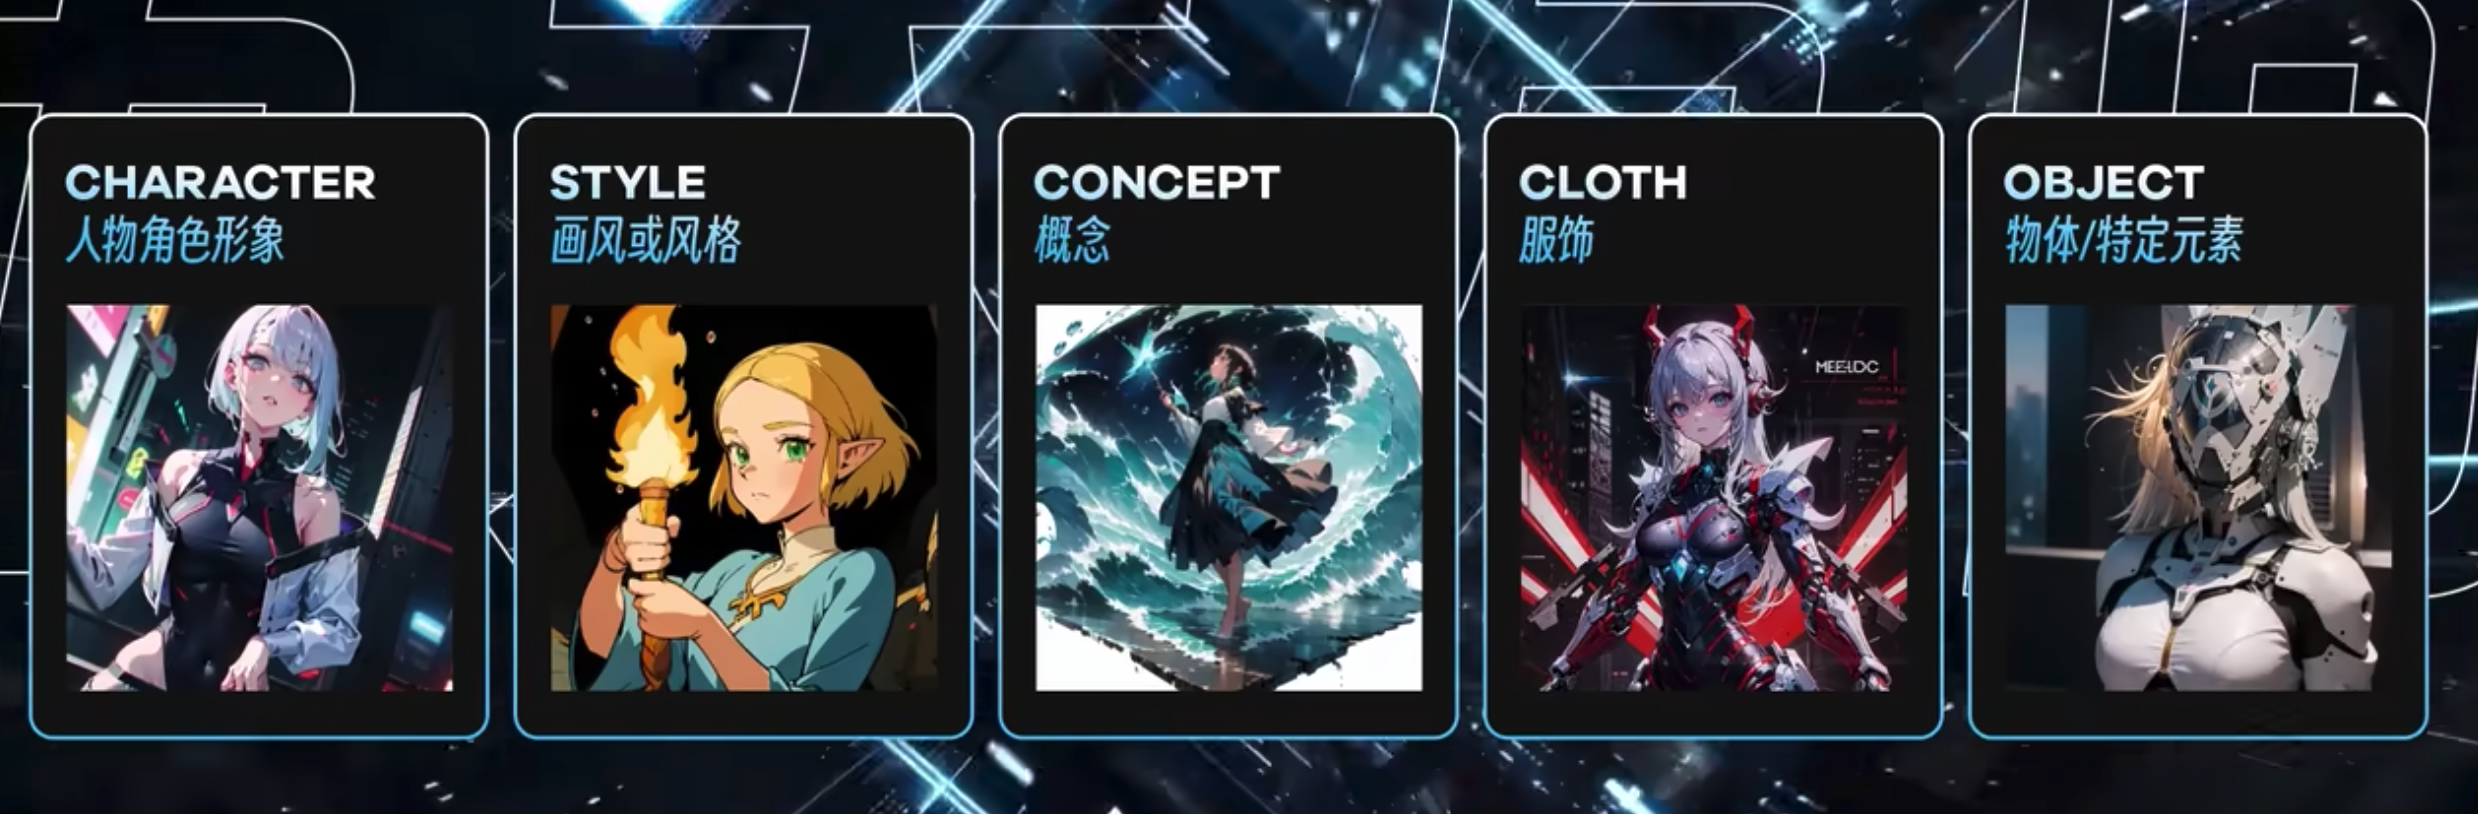 CHARACTER
人物角色形象
STYLE
画风或风格
CONCEPT
概念
CLOTH
服饰
MEELDC
OBJECT
物体/特定元素